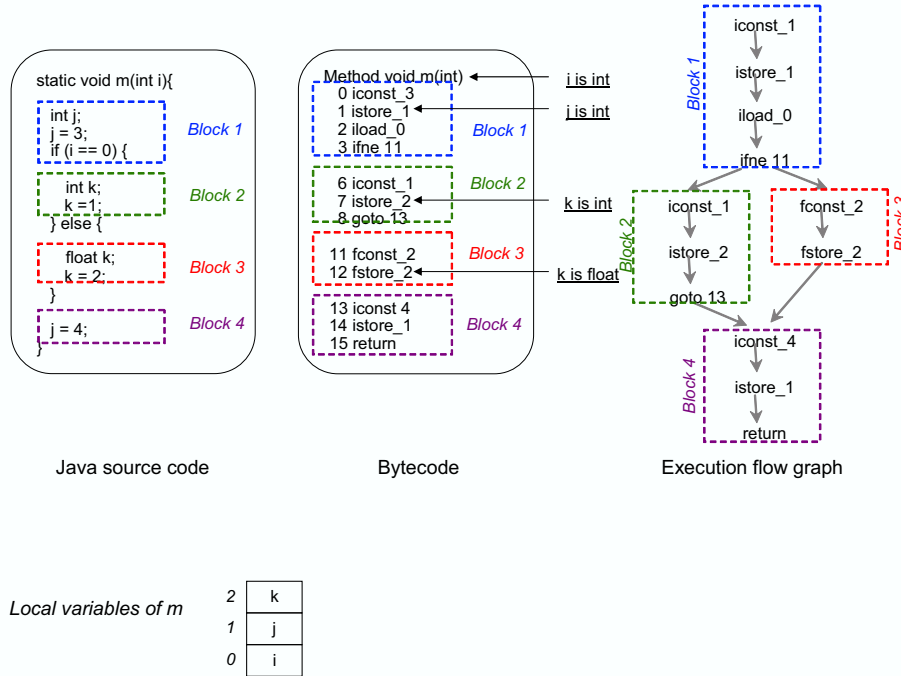 static void m(int i){
int j;
j = 3;
if (i == 0) {
Block 1
int k;
k =1;
Block 2
} else {
float k;
k = 2;
Block 3
}
j = 4;
Block 4
}
Java source code
Method void m(int)
0 iconst_3
1 istore_1
2 iload_0
3 ifne 11
Block 1
6 iconst_1
7 istore_2
8 goto 13
Block 2
11 fconst_2
12 fstore_2
Block 3
13 iconst 4
14 istore_1
15 return
Block 4
Bytecode
i is int
j is int
k is int
k is float
Block 1
iconst_1
istore_1
iload_0
ifne 11
Block 2
iconst_1
istore_2
goto 13
fconst_2
fstore_2
Block 3
Block 4
iconst_4
istore_1
return
Execution flow graph
Local variables of m
2 k
1 j
0 i